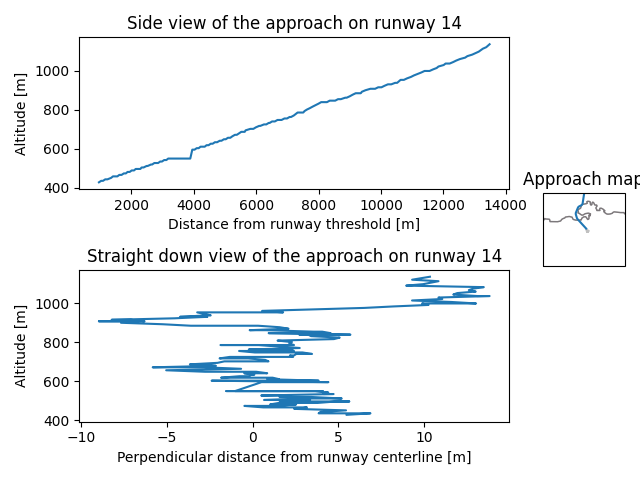 Side view of the approach on runway 14
1000
800
600
400
Altitude [m]
2000 4000 6000 8000 10000 12000 14000
Distance from runway threshold [m]
Approach map
Straight down view of the approach on runway 14
1000
800
600
400
Altitude [m]
−10 −5 0 5 10
Perpendicular distance from runway centerline [m]